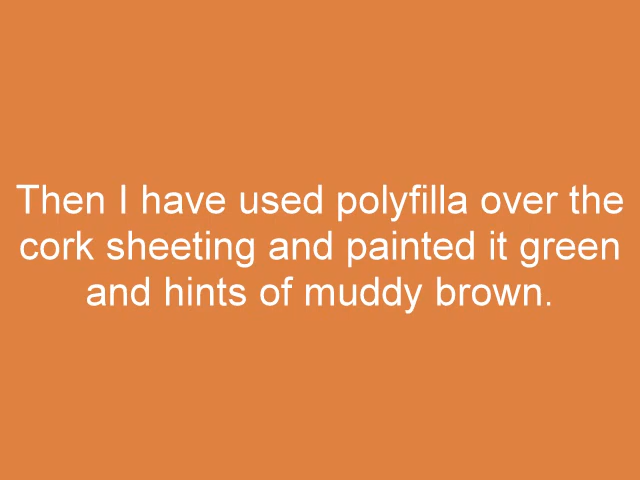 Then I have used polyfilla over the
cork sheeting and painted it green
and hints of muddy brown.